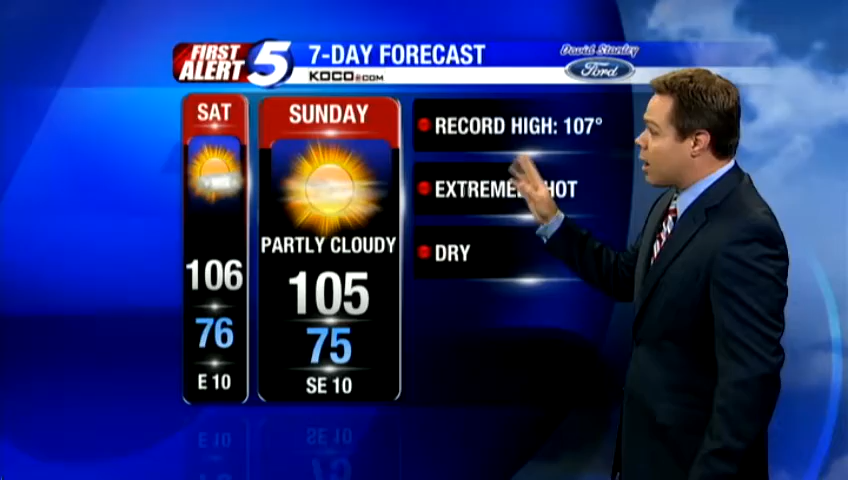 FIRST ALERT 5
7-DAY FORECAST
KOCO.COM
David Stanley
Ford
SAT
106
76
E 10
SUNDAY
PARTLY CLOUDY
105
75
SE 10
RECORD HIGH: 107°
HOT
DRY